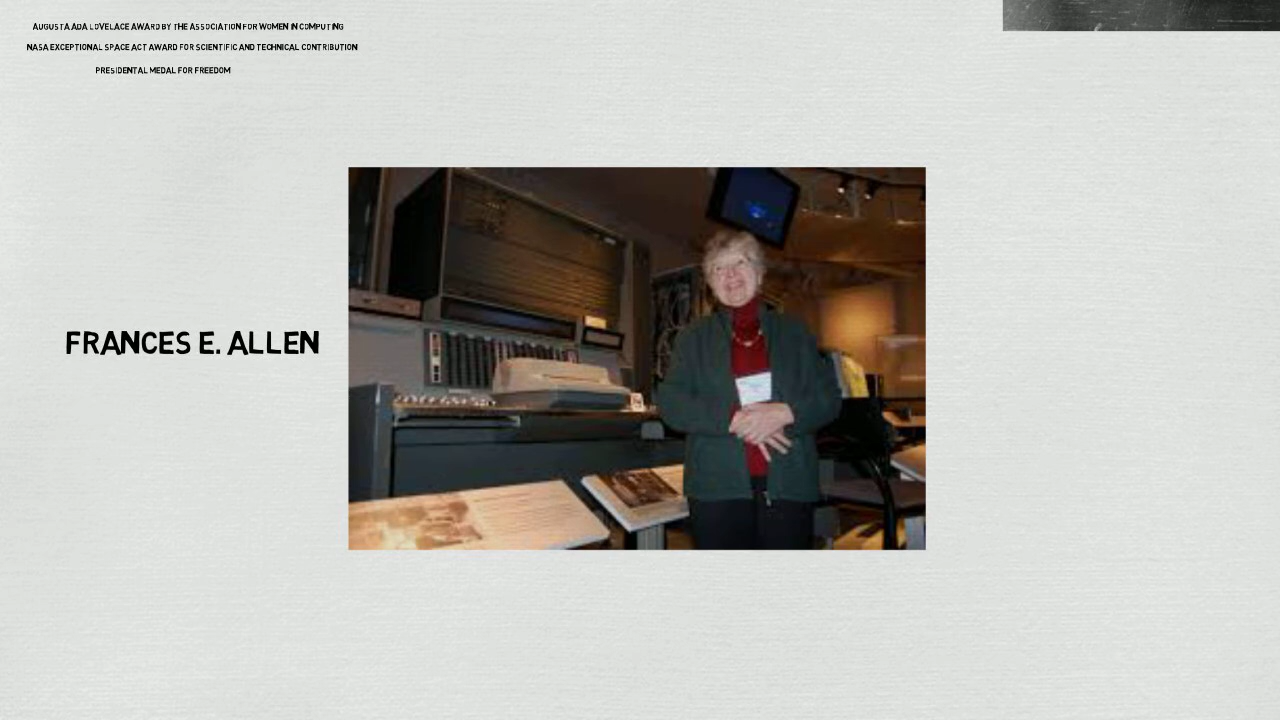 AUGUSTA ADA LOVELACE AWARD BY THE ASSOCIATION FOR WOMEN IN COMPUTING
NASA EXCEPTIONAL SPACE ACT AWARD FOR SCIENTIFIC AND TECHNICAL CONTRIBUTION
PRESIDENTAL MEDAL FOR FREEDOM
FRANCES E. ALLEN